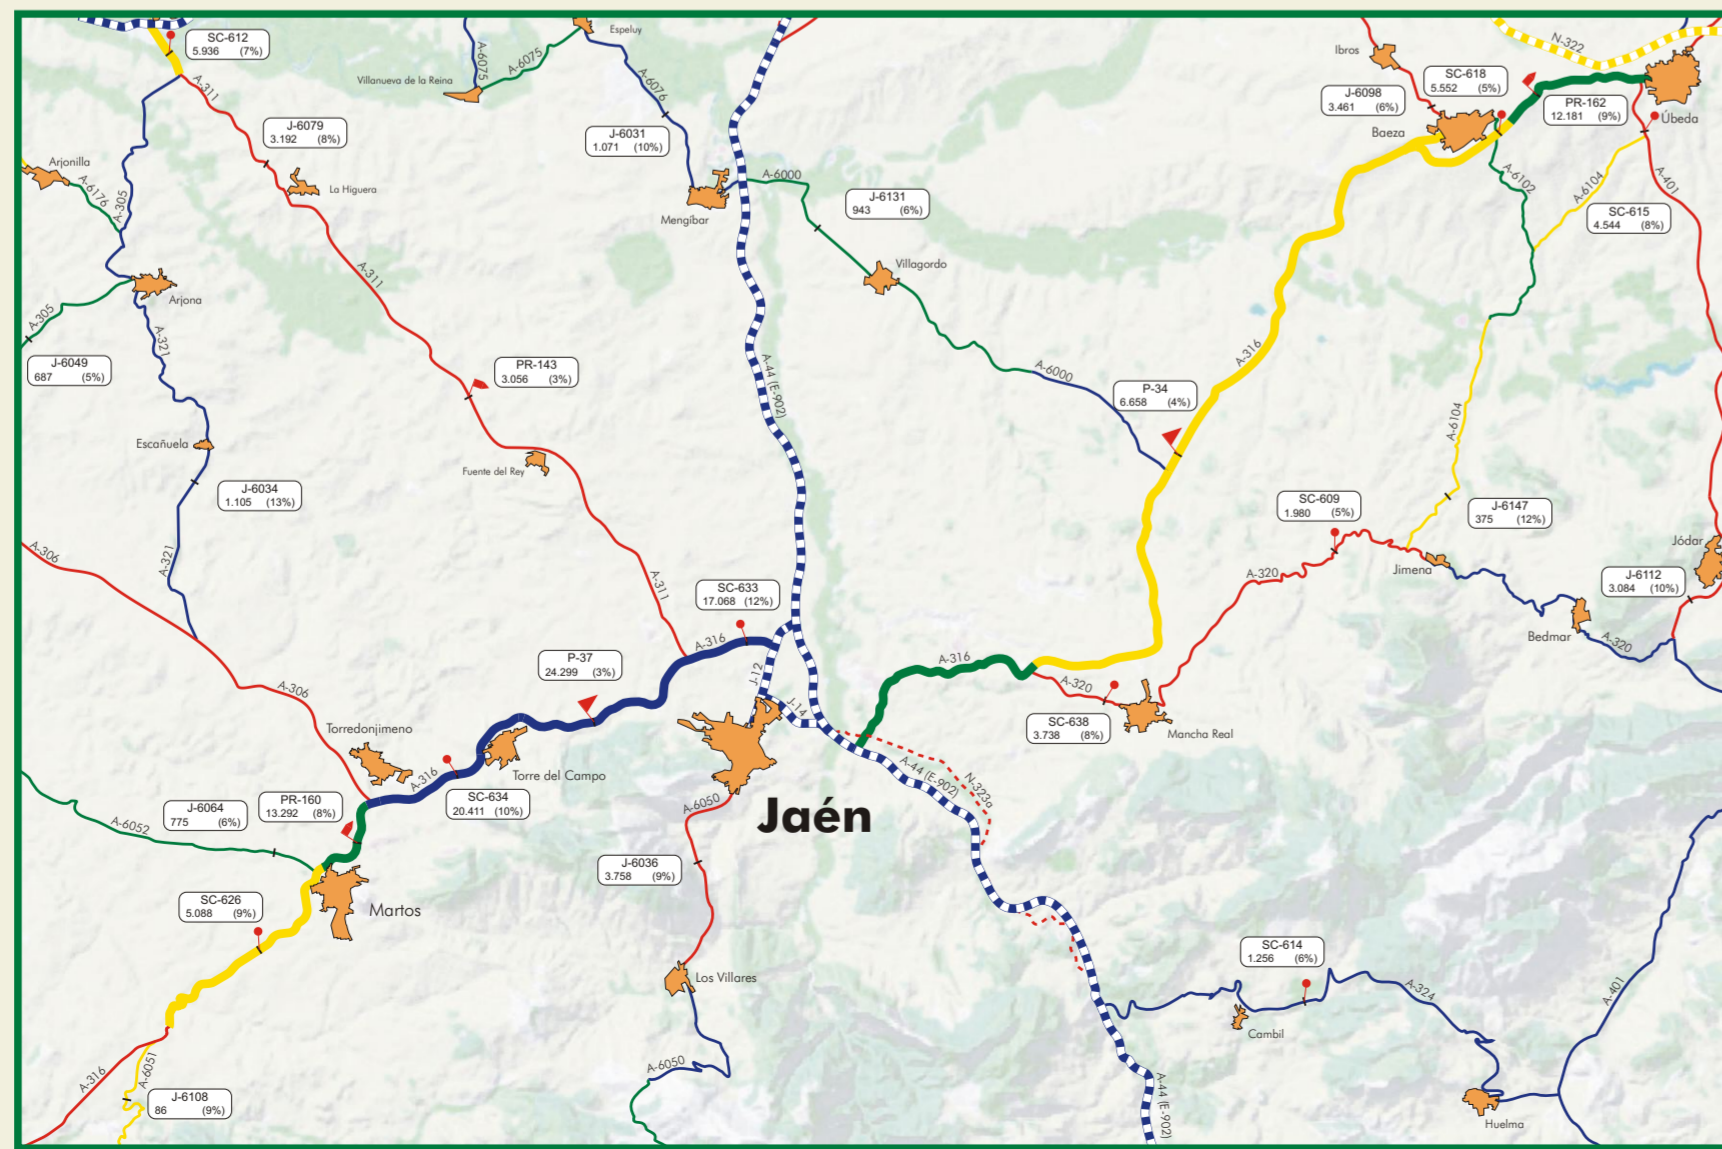 SC-612
5.936 (7%)
Espeluy
A-6075
A-6075
Villanueva de la Reina
A-6076
N-322
Ibros
SC-618
5.552 (5%)
J-6098
3.461 (6%)
PR-162
12.181 (9%)
Baeza
Úbeda
A-311
J-6079
3.192 (8%)
J-6031
1.071 (10%)
Arjonilla
A-6176
A-305
La Higuera
A-6000
Mengíbar
J-6131
943 (6%)
A-6102
A-6104
A-401
SC-615
4.544 (8%)
Villagordo
A-311
Arjona
A-305
A-321
J-6049
687 (5%)
PR-143
3.056 (3%)
A-44 (E-902)
A-6000
A-316
P-34
6.658 (4%)
A-6104
Escañuela
Fuente del Rey
J-6034
1.105 (13%)
SC-609
1.980 (5%)
J-6147
375 (12%)
A-306
A-321
A-311
Jódar
Jimena
A-320
J-6112
3.084 (10%)
SC-633
17.068 (12%)
A-316
Bedmar
A-320
P-37
24.299 (3%)
A-316
J-12
A-306
J-14
A-320
SC-638
3.738 (8%)
Mancha Real
Torredonjimeno
A-316
Torre del Campo
A-44 (E-902)
N-323a
SC-634
20.411 (10%)
J-6064
775 (6%)
PR-160
13.292 (8%)
A-6052
A-6050
Jaén
J-6036
3.758 (9%)
SC-626
5.088 (9%)
Martos
SC-614
1.256 (6%)
Los Villares
A-324
A-401
Cambil
A-6050
A-316
A-6051
J-6108
86 (9%)
A-44 (E-902)
Huelma